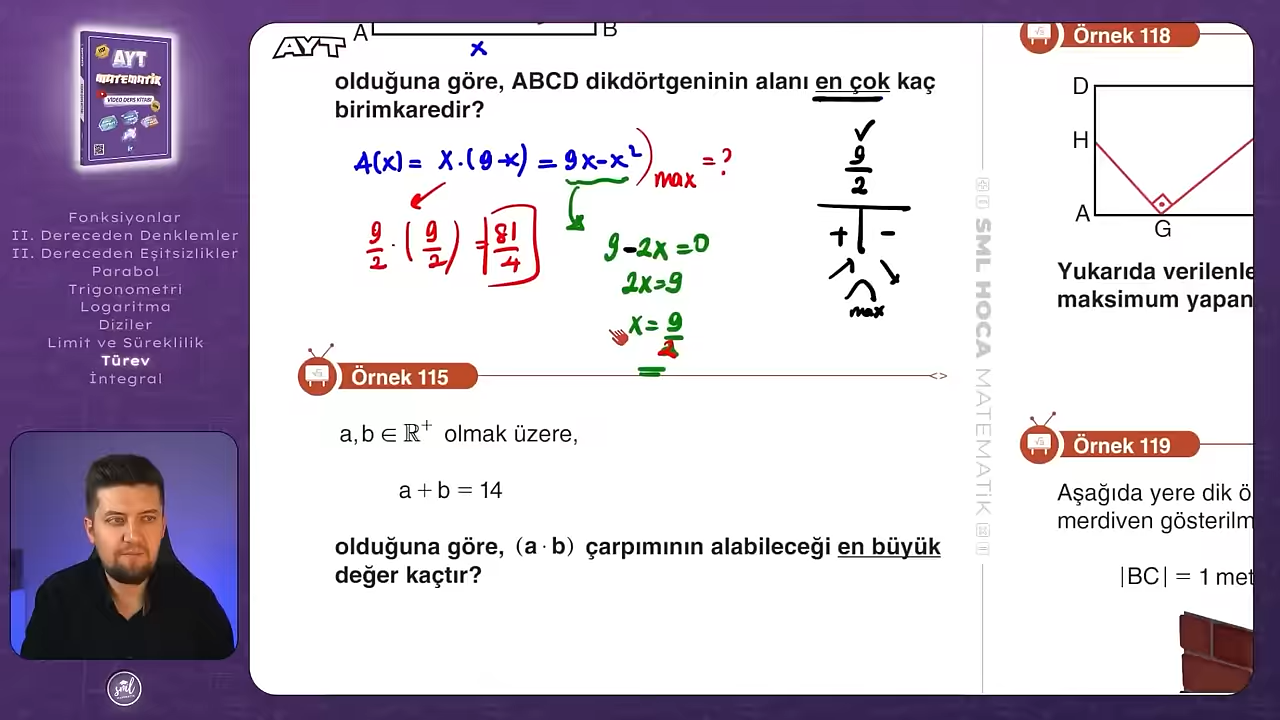 AYT
MATEMATİK
VİDEO DERS KİTABI
Fonksiyonlar
II. Dereceden Denklemler
II. Dereceden Eşitsizlikler
Parabol
Trigonometri
Logaritma
Diziler
Limit ve Süreklilik
Türev
İntegral
sml
AYT
A B
x
olduğuna göre, ABCD dikdörtgeninin alanı en çok kaç
birimkaredir?
A(x) = x·(9-x) = 9x-x²)max = ?
9/2 · (9/2) = 81/4
9-2x=0
2x=9
x=9/2
9/2
+ -
max
Örnek 115
a,b ∈ ℝ⁺ olmak üzere,
a + b = 14
olduğuna göre, (a · b) çarpımının alabileceği en büyük
değer kaçtır?
SML HOCA MATEMATİK
Örnek 118
D
H
A
G
Yukarıda verilenle
maksimum yapan
Örnek 119
Aşağıda yere dik ö
merdiven gösterilm
|BC| = 1 met